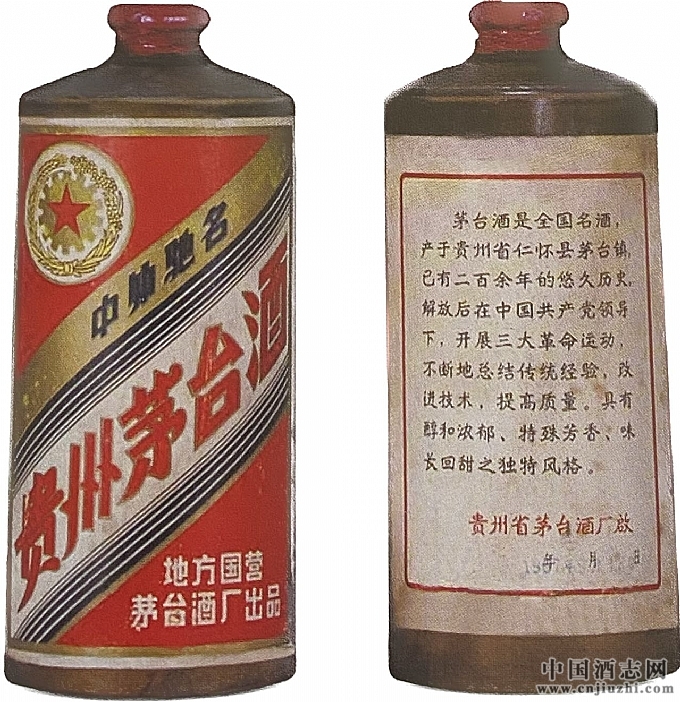 中外驰名
贵州茅台酒
地方国营
茅台酒厂出品
茅台酒是全国名酒，
产于贵州省仁怀县茅台镇，
已有二百余年的悠久历史，
解放后在中国共产党领导
下，开展三大革命运动，
不断地总结传统经验，改
进技术，提高质量。具有
醇和浓郁、特殊芳香、味
长回甜之独特风格。
贵州省茅台酒厂啟
年 月 日
中国酒志网
www.cnjiuzhi.com